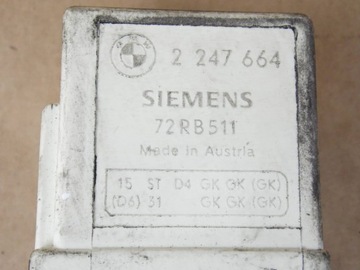 2 247 664
SIEMENS
72RB511
Made in Austria
15 ST D4 GK GK (GK)
(D6) 31 GK GK (GK)